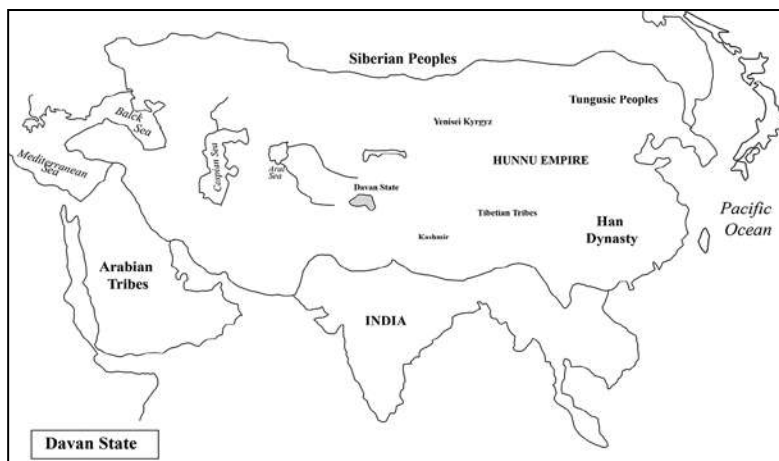 Siberian Peoples
Tungusic Peoples
Balck
Sea
Yenisei Kyrgyz
Mediterranean
Sea
Caspian Sea
Aral
Sea
HUNNU EMPIRE
Davan State
Tibetian Tribes
Han
Dynasty
Pacific
Ocean
Kashmir
Arabian
Tribes
INDIA
Davan State